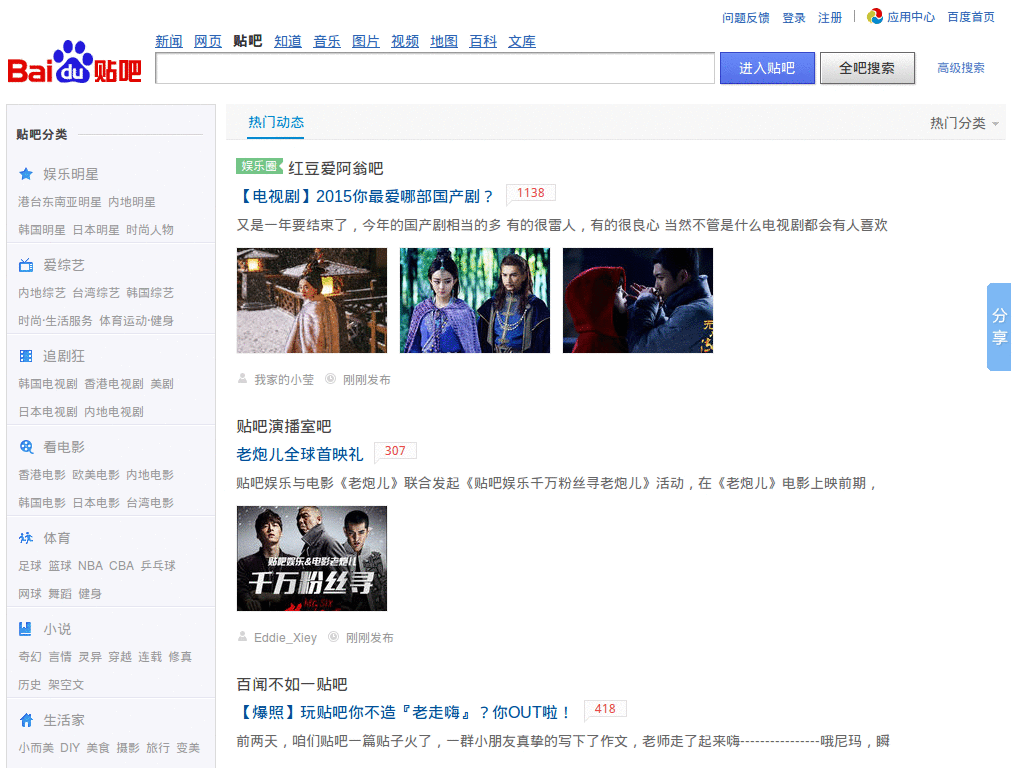 问题反馈 登录 注册 | 应用中心 百度首页
新闻 网页 贴吧 知道 音乐 图片 视频 地图 百科 文库
Bai du 贴吧
进入贴吧 全吧搜索 高级搜索
贴吧分类
娱乐明星
港台东南亚明星 内地明星
韩国明星 日本明星 时尚人物
爱综艺
内地综艺 台湾综艺 韩国综艺
时尚·生活服务 体育运动·健身
追剧狂
韩国电视剧 香港电视剧 美剧
日本电视剧 内地电视剧
看电影
香港电影 欧美电影 内地电影
韩国电影 日本电影 台湾电影
体育
足球 篮球 NBA CBA 乒乓球
网球 舞蹈 健身
小说
奇幻 言情 灵异 穿越 连载 修真
历史 架空文
生活家
小而美 DIY 美食 摄影 旅行 变美
热门动态
热门分类
娱乐圈 红豆爱阿翁吧
【电视剧】2015你最爱哪部国产剧？ 1138
又是一年要结束了，今年的国产剧相当的多 有的很雷人，有的很良心 当然不管是什么电视剧都会有人喜欢
我家的小莹 刚刚发布
贴吧演播室吧
老炮儿全球首映礼 307
贴吧娱乐与电影《老炮儿》联合发起《贴吧娱乐千万粉丝寻老炮儿》活动，在《老炮儿》电影上映前期，
贴吧娱乐&电影老炮儿
千万粉丝寻
Eddie_Xiey 刚刚发布
百闻不如一贴吧
【爆照】玩贴吧你不造『老走嗨』？你OUT啦！ 418
前两天，咱们贴吧一篇贴子火了，一群小朋友真挚的写下了作文，老师走了起来嗨----------------哦尼玛，瞬
分享